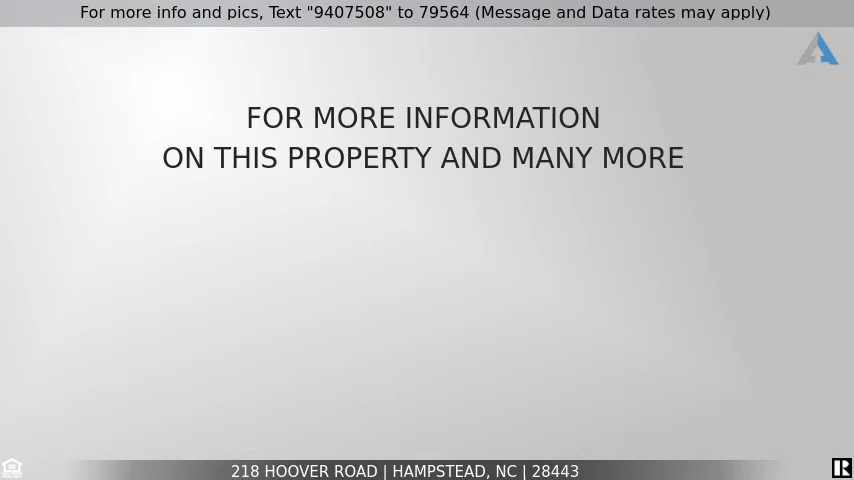 For more info and pics, Text "9407508" to 79564 (Message and Data rates may apply)
FOR MORE INFORMATION
ON THIS PROPERTY AND MANY MORE
218 HOOVER ROAD | HAMPSTEAD, NC | 28443